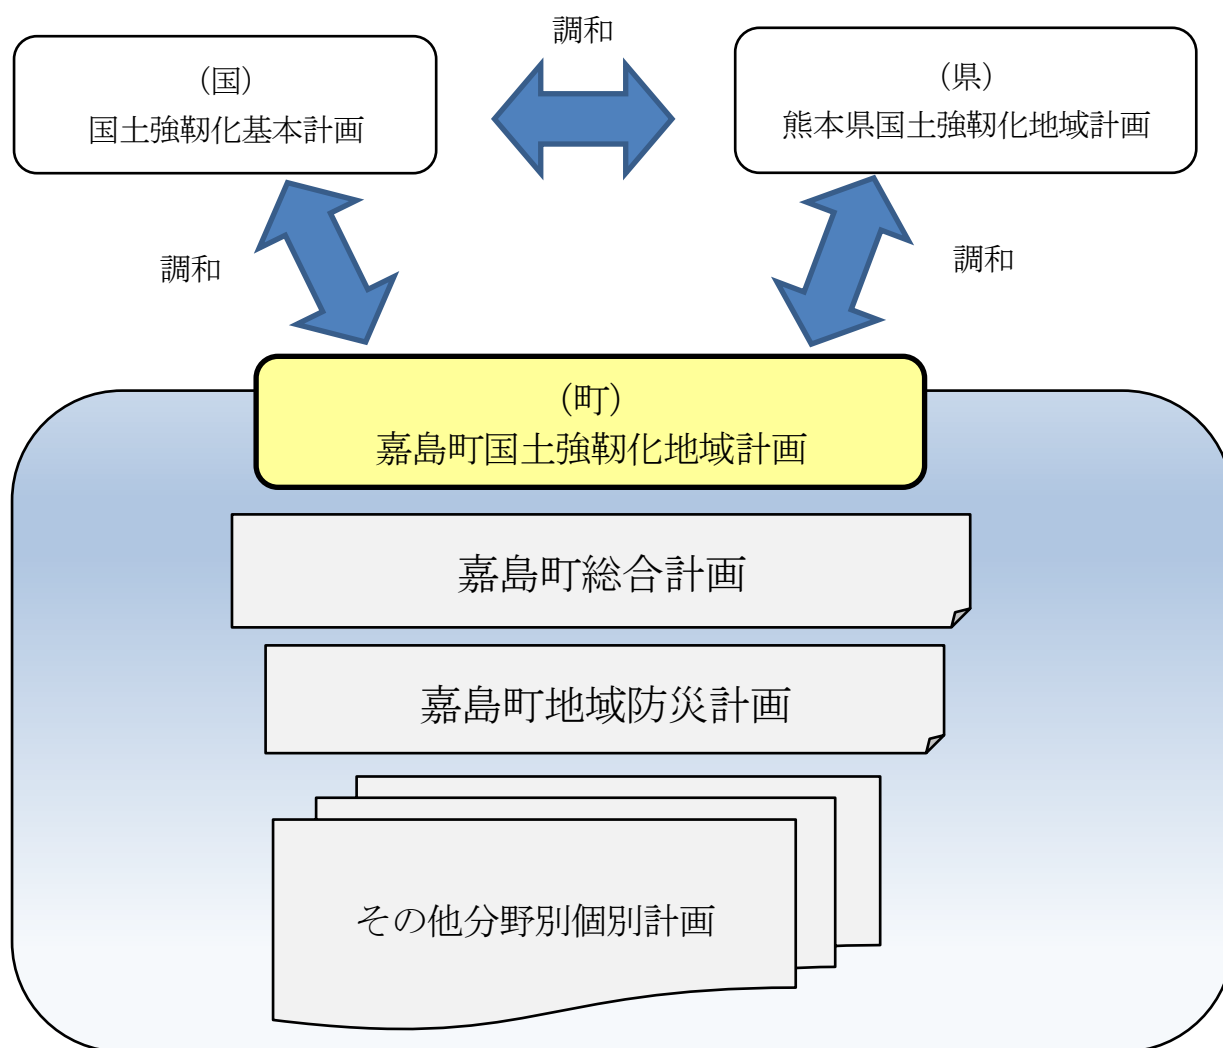 調和
（国）
国土強靭化基本計画
（県）
熊本県国土強靭化地域計画
調和
調和
（町）
嘉島町国土強靭化地域計画
嘉島町総合計画
嘉島町地域防災計画
その他分野別個別計画